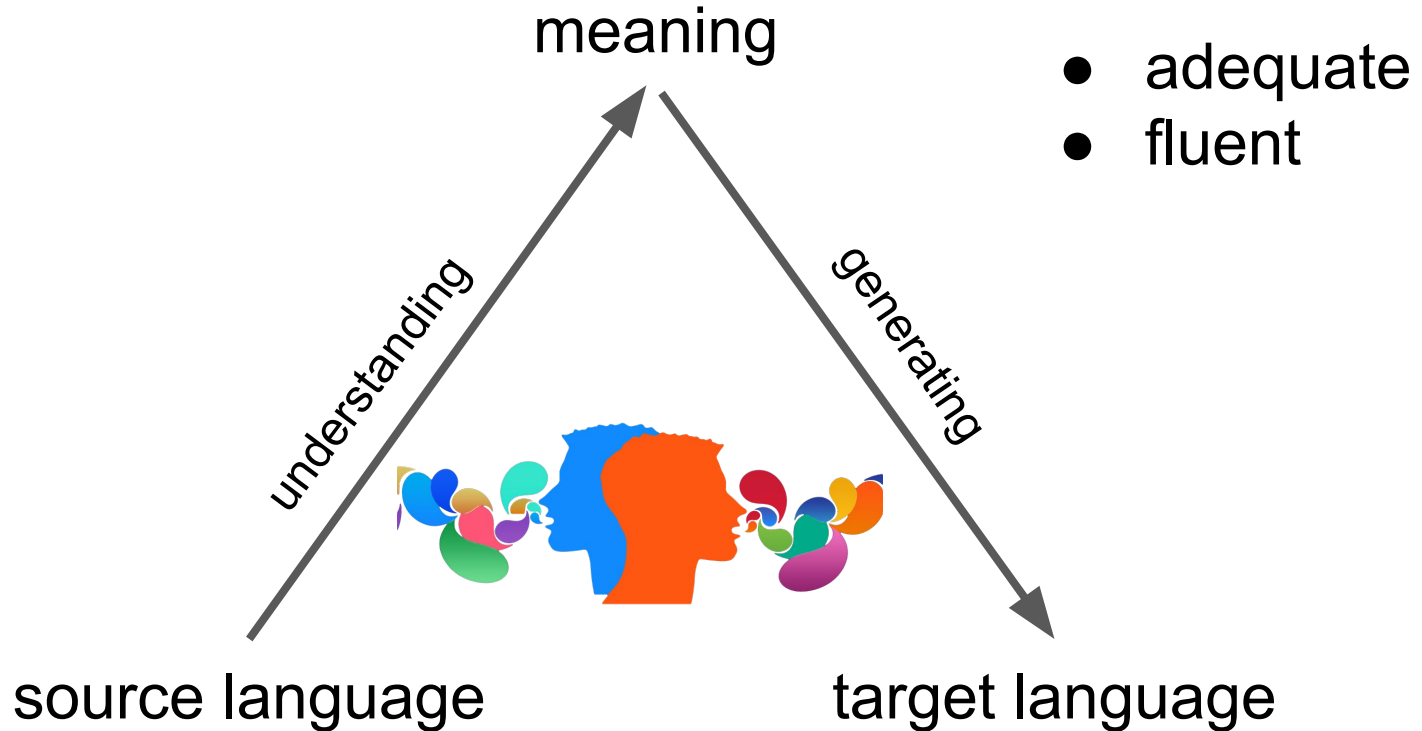 meaning
● adequate
● fluent
understanding
generating
source language
target language